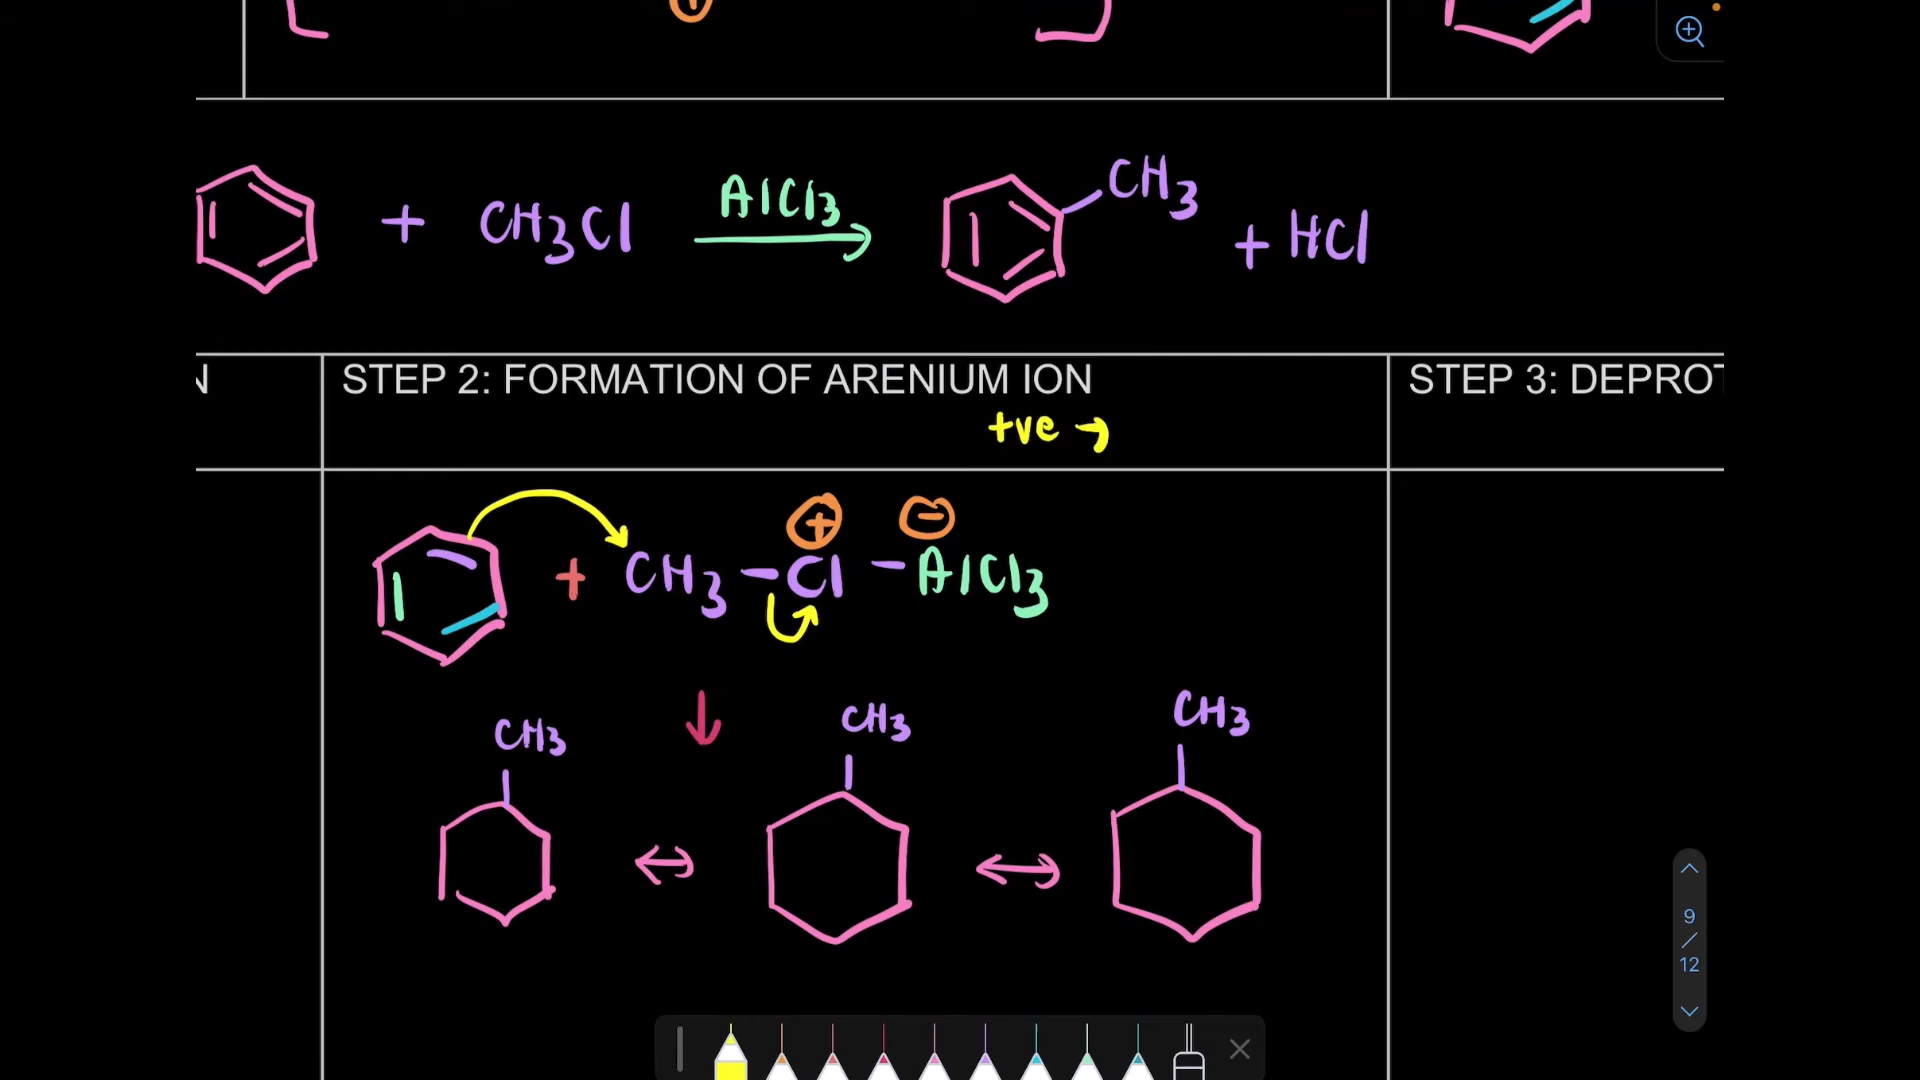 + CH3Cl AlCl3 CH3 + HCl
N STEP 2: FORMATION OF ARENIUM ION STEP 3: DEPROT
+ve →
+ CH3 – Cl – AlCl3
⊕ ⊖
CH3 CH3 CH3
9
/
12